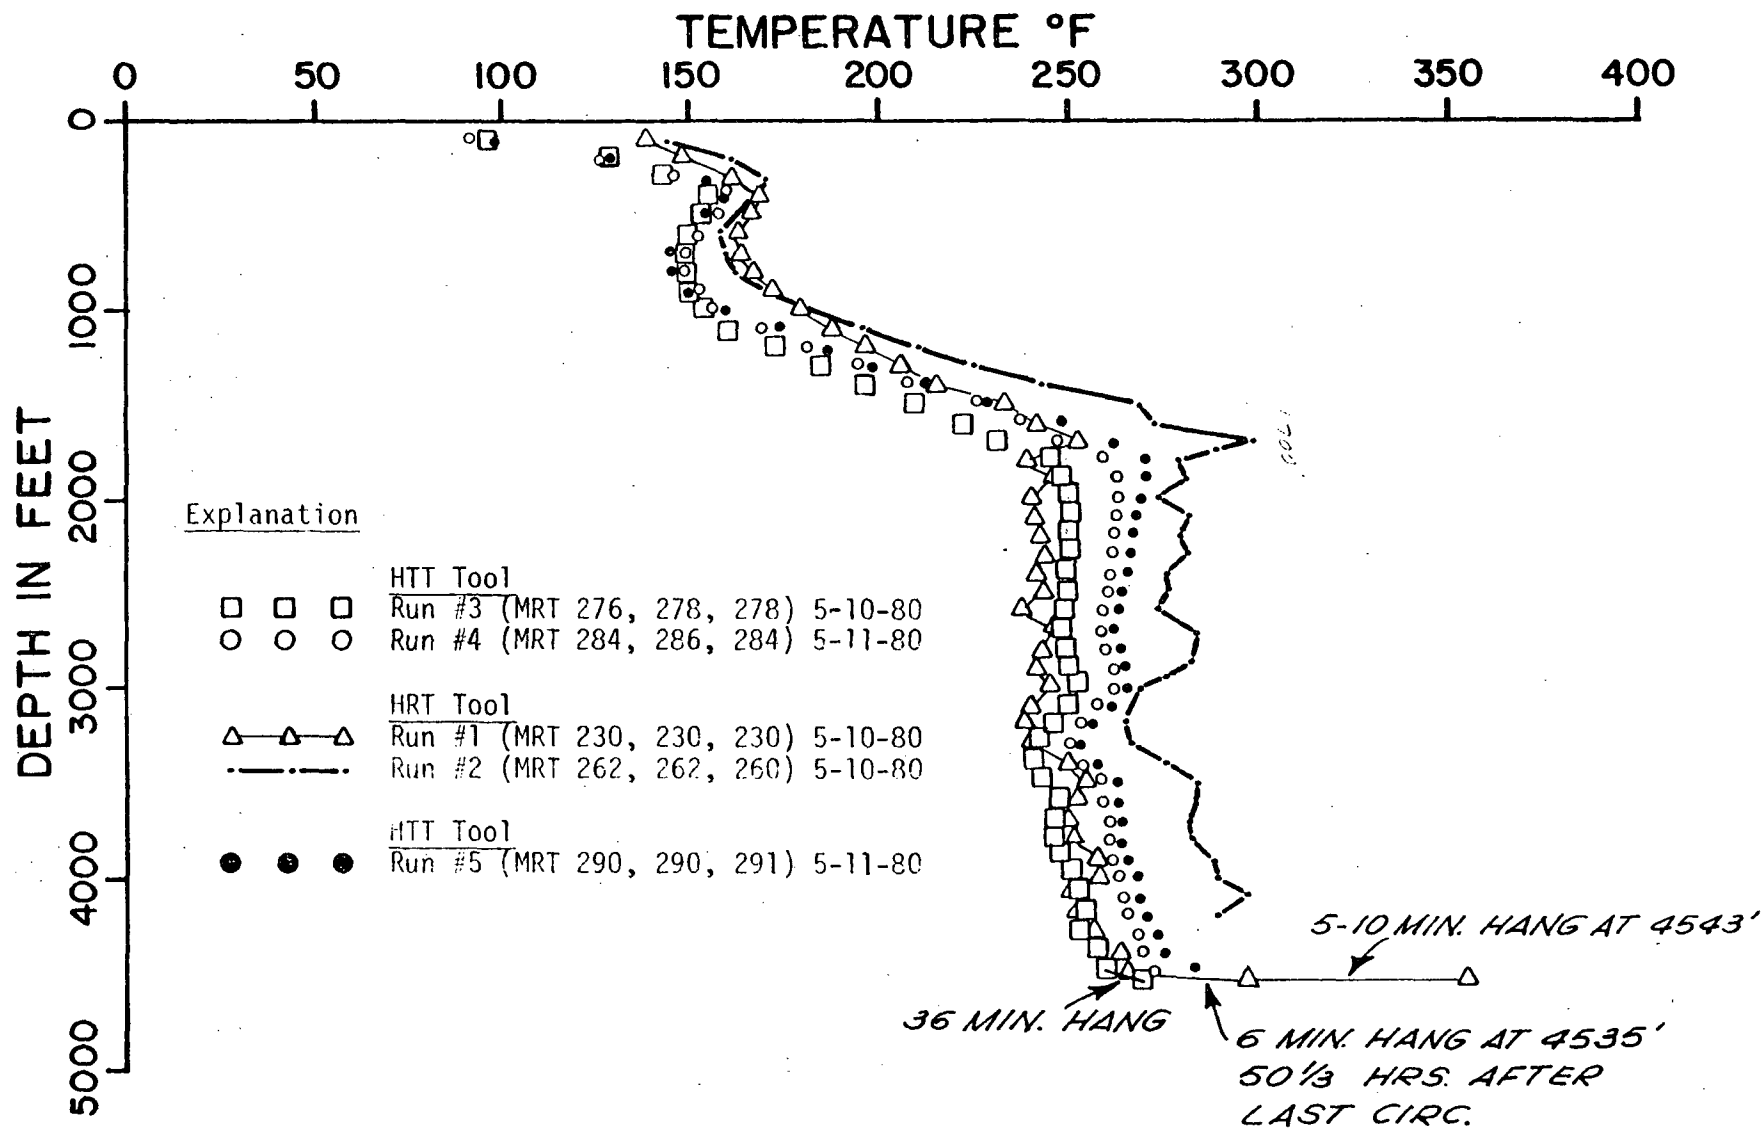 TEMPERATURE °F
0 50 100 150 200 250 300 350 400
DEPTH IN FEET
0
1000
2000
3000
4000
5000
Explanation
HTT Tool
Run #3 (MRT 276, 278, 278) 5-10-80
Run #4 (MRT 284, 286, 284) 5-11-80
HRT Tool
Run #1 (MRT 230, 230, 230) 5-10-80
Run #2 (MRT 262, 262, 260) 5-10-80
HTT Tool
Run #5 (MRT 290, 290, 291) 5-11-80
5-10 MIN. HANG AT 4543'
36 MIN. HANG
6 MIN. HANG AT 4535'
50 1/3 HRS. AFTER
LAST CIRC.